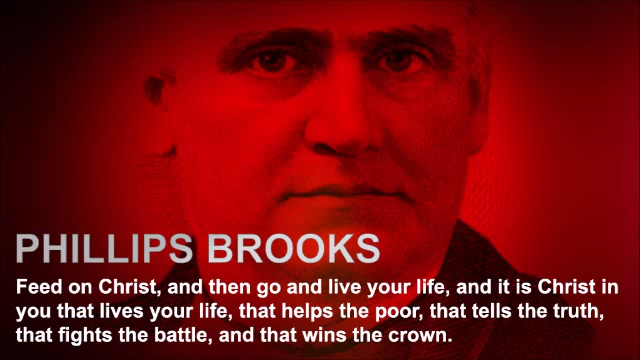 PHILLIPS BROOKS
Feed on Christ, and then go and live your life, and it is Christ in
you that lives your life, that helps the poor, that tells the truth,
that fights the battle, and that wins the crown.